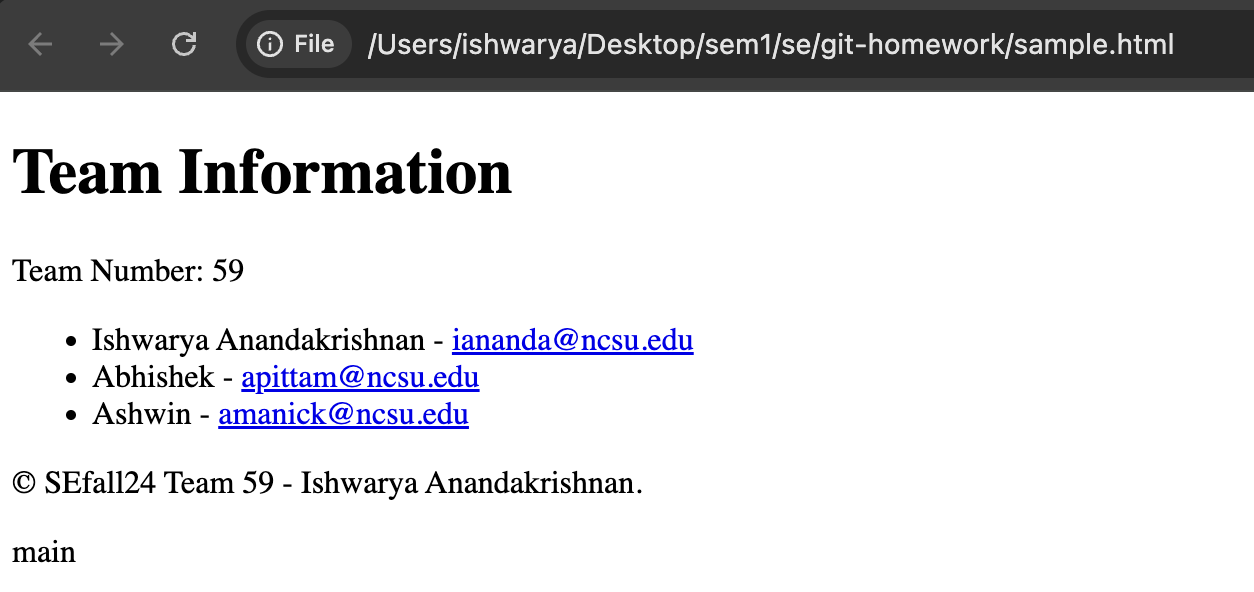 File /Users/ishwarya/Desktop/sem1/se/git-homework/sample.html
Team Information
Team Number: 59
• Ishwarya Anandakrishnan - iananda@ncsu.edu
• Abhishek - apittam@ncsu.edu
• Ashwin - amanick@ncsu.edu
© SEfall24 Team 59 - Ishwarya Anandakrishnan.
main